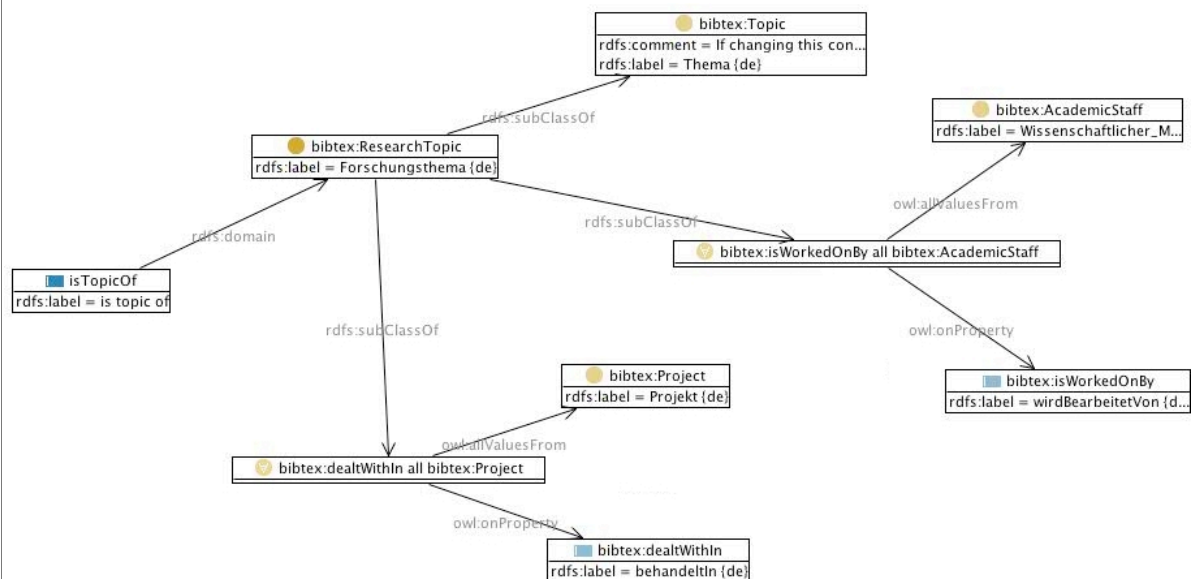 bibtex:Topic
rdfs:comment = If changing this con...
rdfs:label = Thema {de}
rdfs:subClassOf
bibtex:AcademicStaff
rdfs:label = Wissenschaftlicher_M...
bibtex:ResearchTopic
rdfs:label = Forschungsthema {de}
owl:allValuesFrom
rdfs:subClassOf
rdfs:domain
bibtex:isWorkedOnBy all bibtex:AcademicStaff
isTopicOf
rdfs:label = is topic of
rdfs:subClassOf
owl:onProperty
bibtex:Project
rdfs:label = Projekt {de}
bibtex:isWorkedOnBy
rdfs:label = wirdBearbeitetVon {d...
owl:allValuesFrom
bibtex:dealtWithIn all bibtex:Project
owl:onProperty
bibtex:dealtWithIn
rdfs:label = behandeltIn {de}